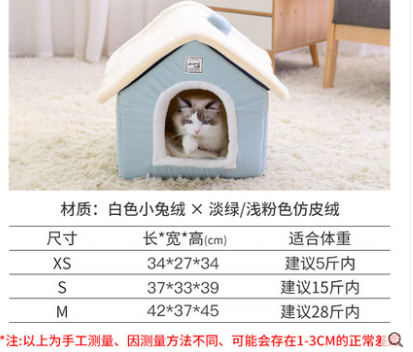 材质：白色小兔绒 × 淡绿/浅粉色仿皮绒
尺寸 长*宽*高(cm) 适合体重
XS 34*27*34 建议5斤内
S 37*33*39 建议15斤内
M 42*37*45 建议28斤内
*注:以上为手工测量、因测量方法不同、可能会存在1-3CM的正常差